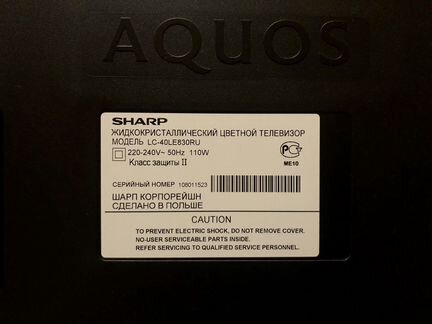 AQUOS
SHARP
ЖИДКОКРИСТАЛЛИЧЕСКИЙ ЦВЕТНОЙ ТЕЛЕВИЗОР
МОДЕЛЬ LC-40LE830RU
220-240V~ 50Hz 110W
Класс защиты II
ME10
СЕРИЙНЫЙ НОМЕР 108011523
ШАРП КОРПОРЕЙШН
СДЕЛАНО В ПОЛЬШЕ
CAUTION
TO PREVENT ELECTRIC SHOCK, DO NOT REMOVE COVER.
NO-USER SERVICEABLE PARTS INSIDE.
REFER SERVICING TO QUALIFIED SERVICE PERSONNEL.